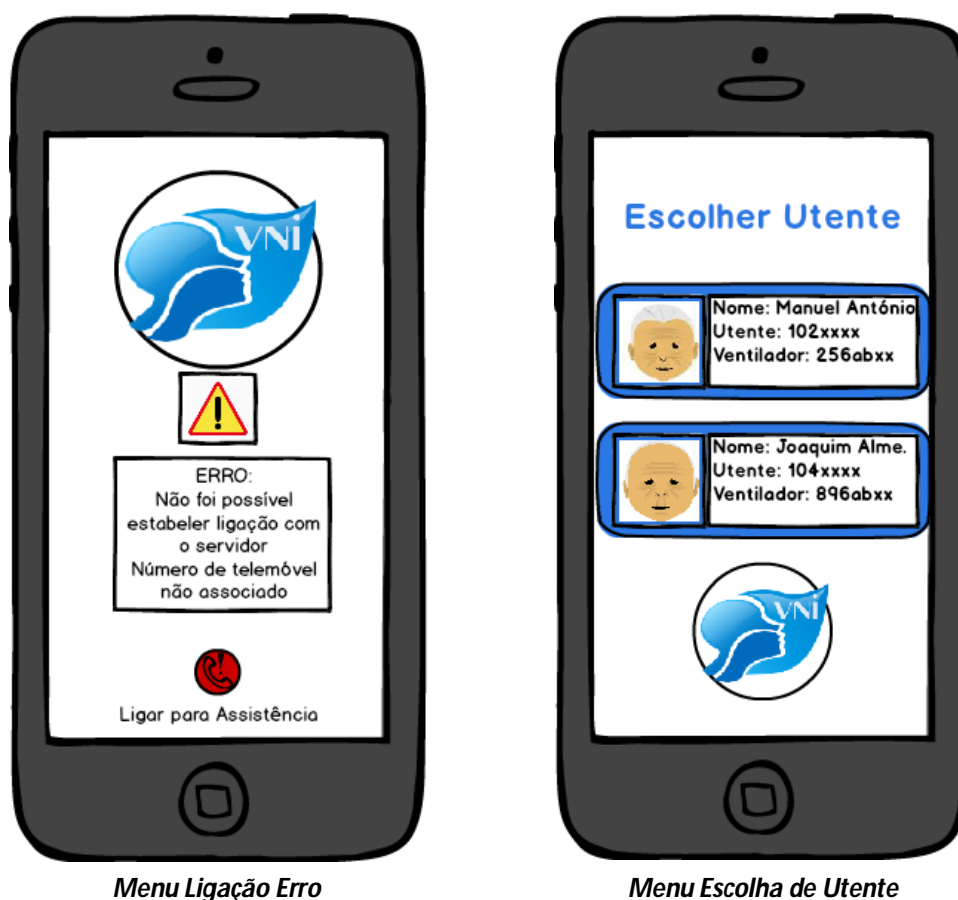 VNi
ERRO:
Não foi possível
estabeler ligação com
o servidor
Número de telemóvel
não associado
Ligar para Assistência
Menu Ligação Erro
Escolher Utente
Nome: Manuel António
Utente: 102xxxx
Ventilador: 256abxx
Nome: Joaquim Alme.
Utente: 104xxxx
Ventilador: 896abxx
VNi
Menu Escolha de Utente